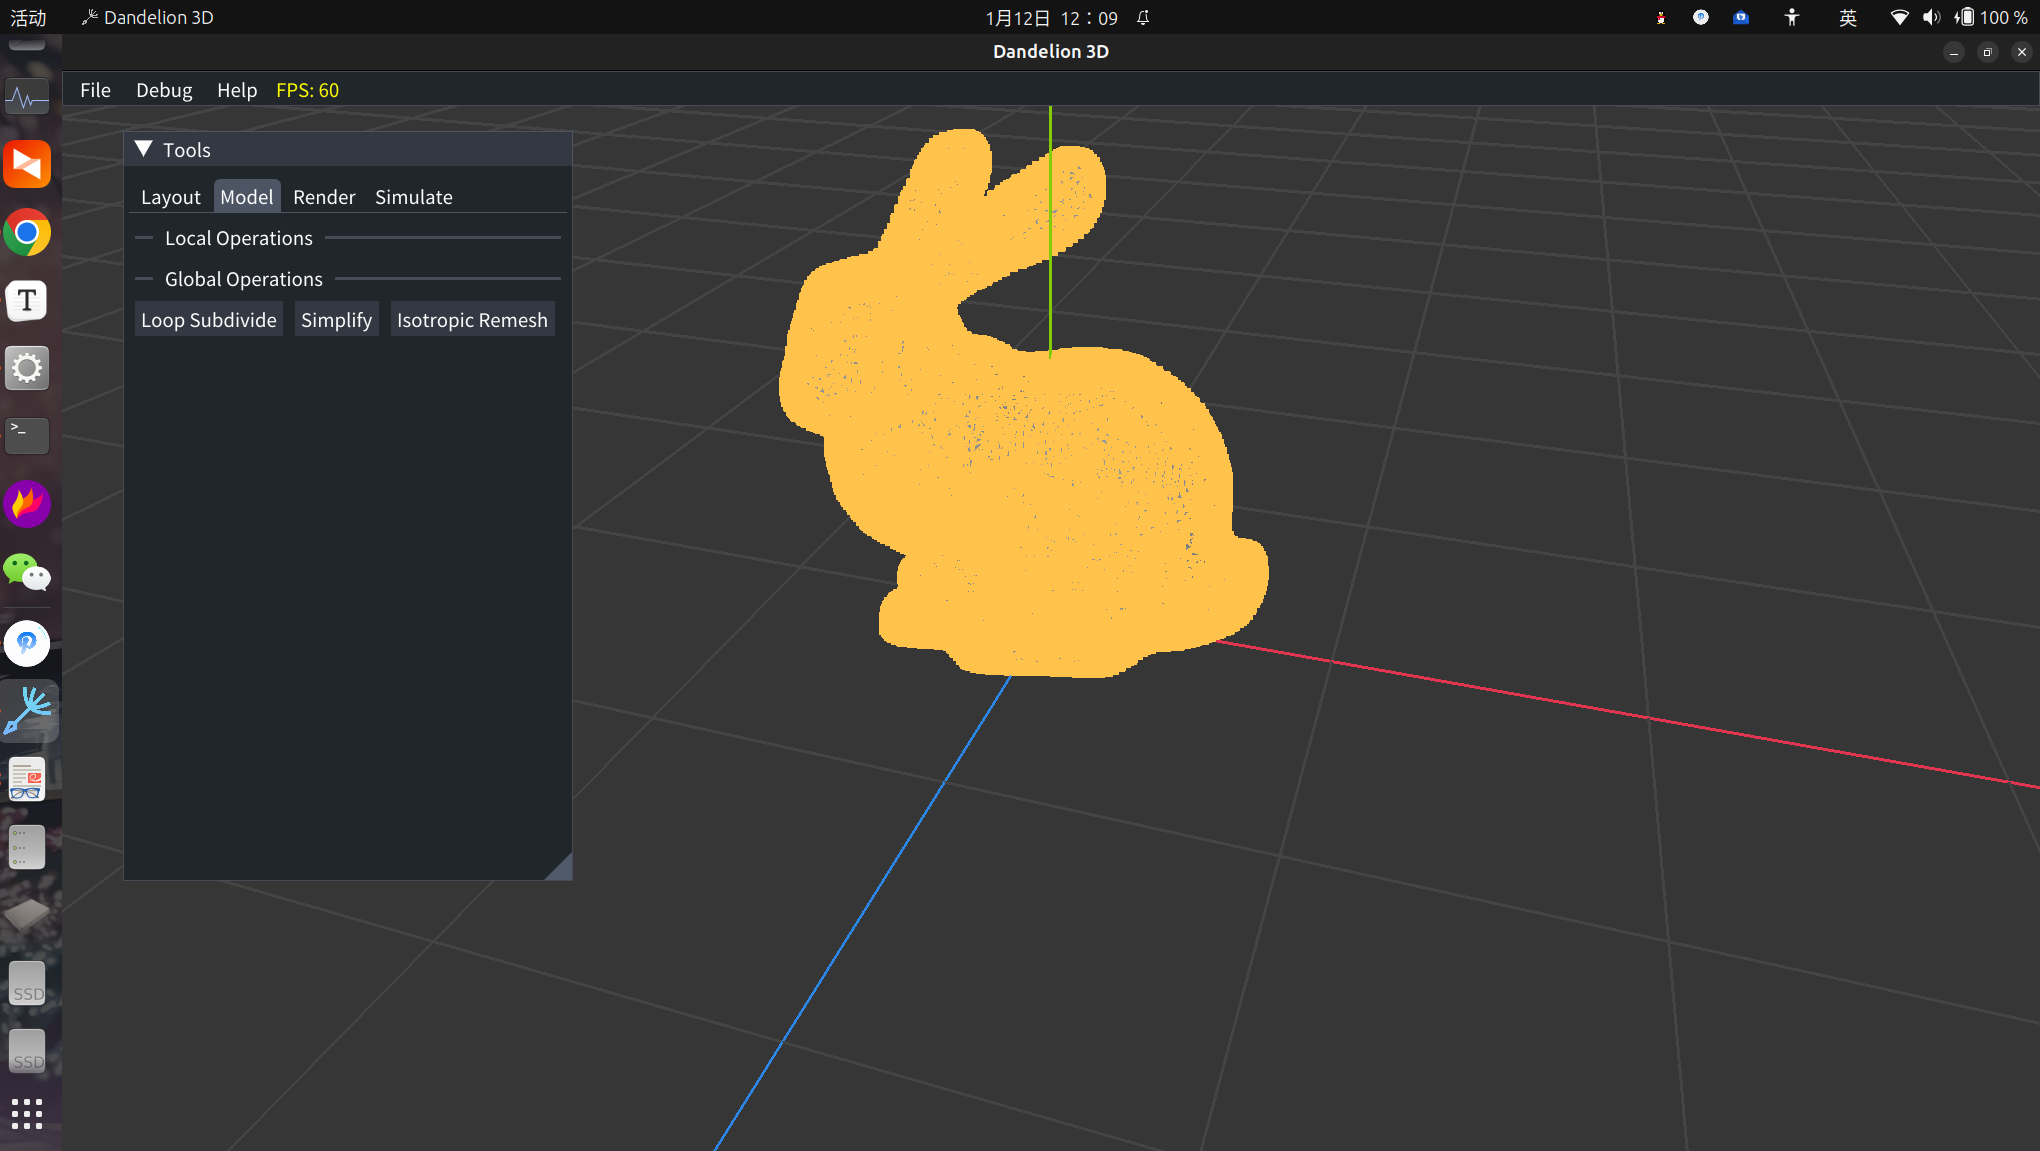 活动 Dandelion 3D 1月12日 12：09 英 100 %
Dandelion 3D
File Debug Help FPS: 60
Tools
Layout Model Render Simulate
Local Operations
Global Operations
Loop Subdivide Simplify Isotropic Remesh
T
>_
SSD
SSD